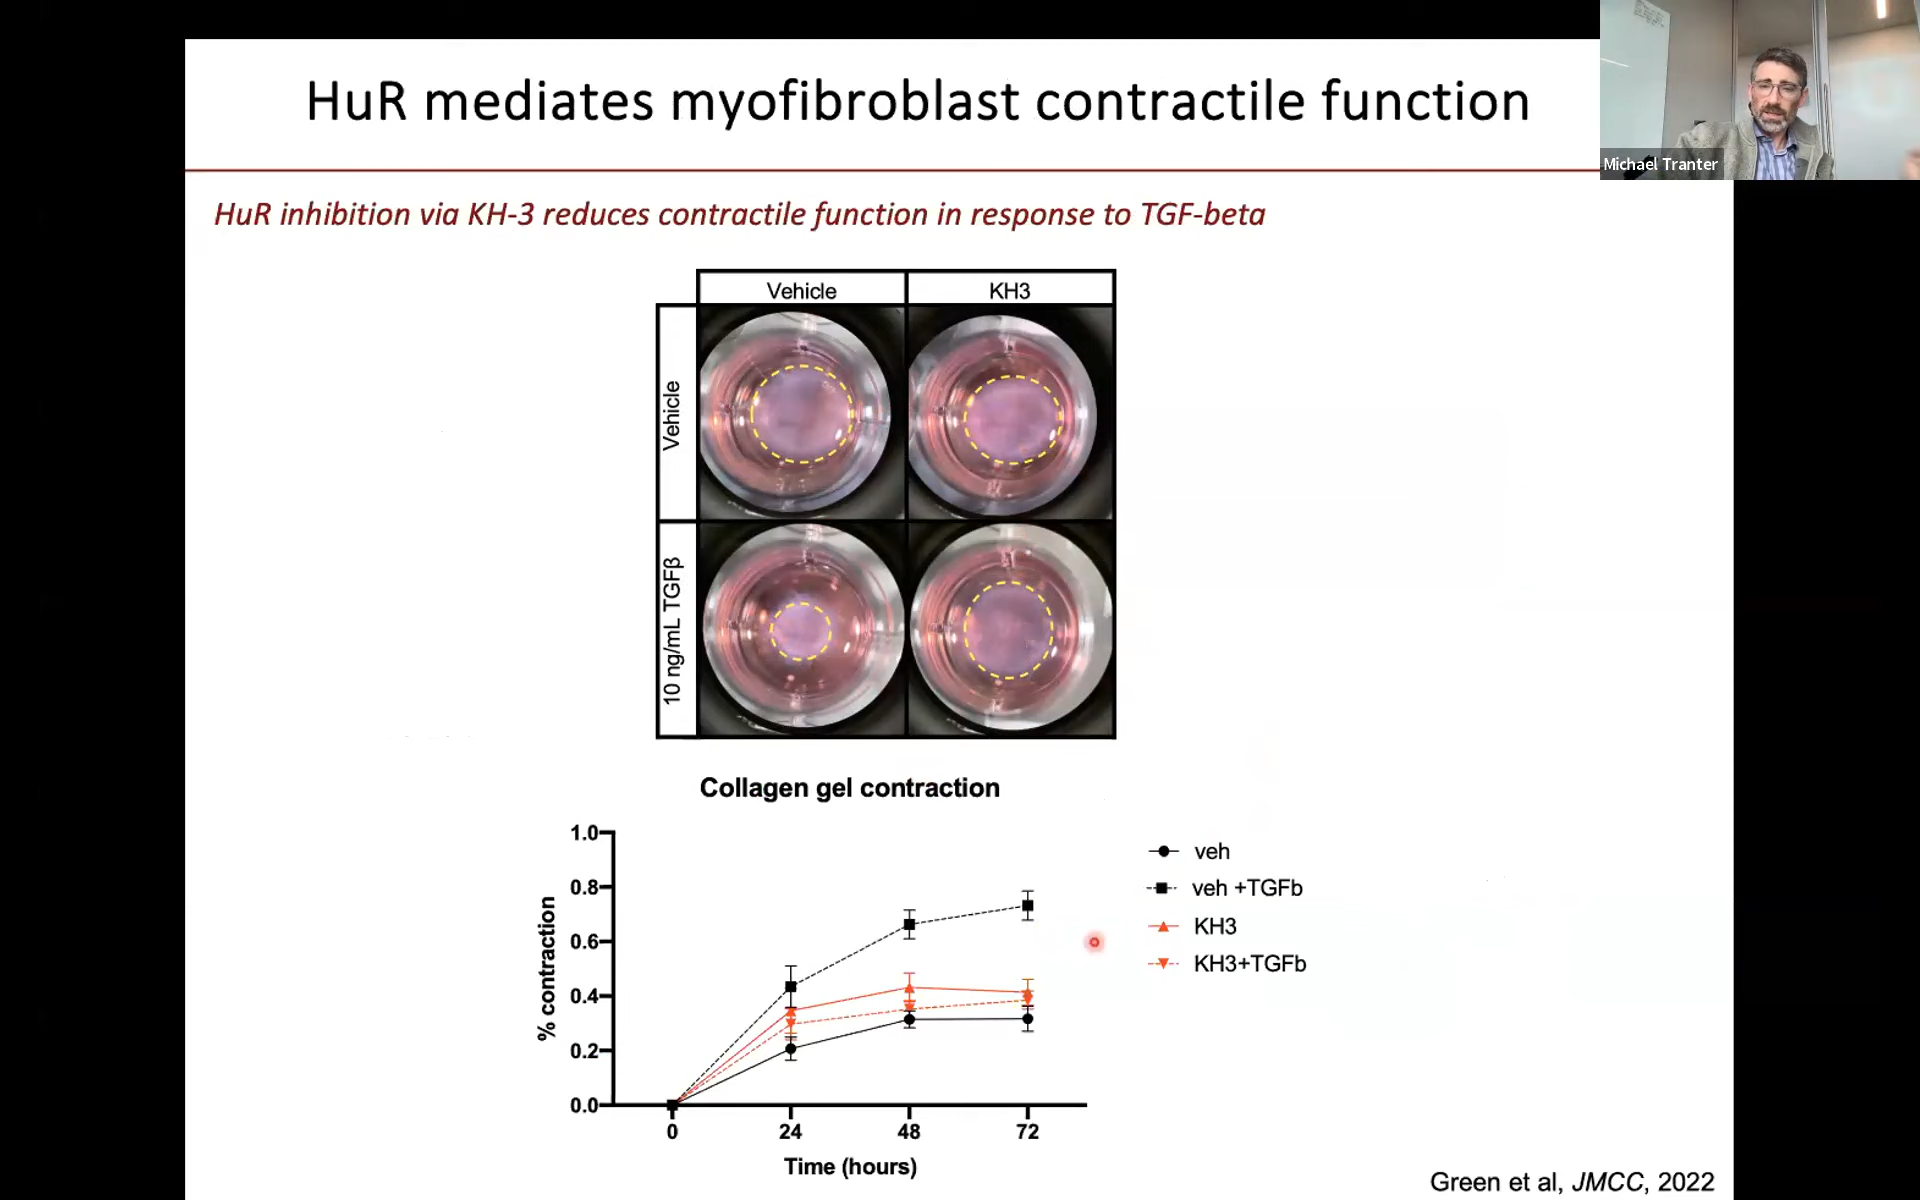 HuR mediates myofibroblast contractile function
Michael Tranter
HuR inhibition via KH-3 reduces contractile function in response to TGF-beta
Vehicle
KH3
Vehicle
10 ng/mL TGFβ
Collagen gel contraction
% contraction
1.0
0.8
0.6
0.4
0.2
0.0
0
24
48
72
Time (hours)
veh
veh +TGFb
KH3
KH3+TGFb
Green et al, JMCC, 2022